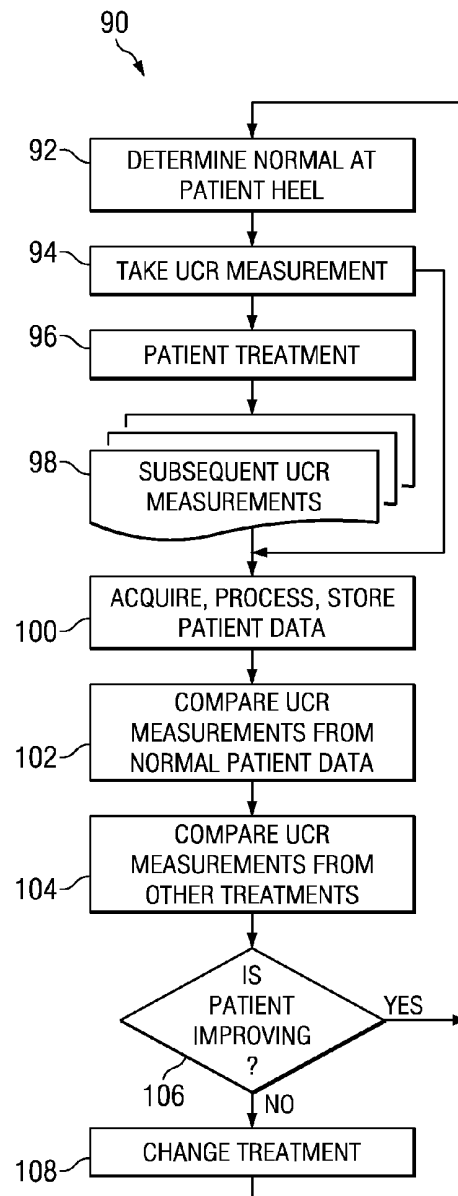 90
92
DETERMINE NORMAL AT
PATIENT HEEL
94
TAKE UCR MEASUREMENT
96
PATIENT TREATMENT
98
SUBSEQUENT UCR
MEASUREMENTS
100
ACQUIRE, PROCESS, STORE
PATIENT DATA
102
COMPARE UCR
MEASUREMENTS FROM
NORMAL PATIENT DATA
104
COMPARE UCR
MEASUREMENTS FROM
OTHER TREATMENTS
IS
PATIENT
IMPROVING
?
YES
106
NO
108
CHANGE TREATMENT